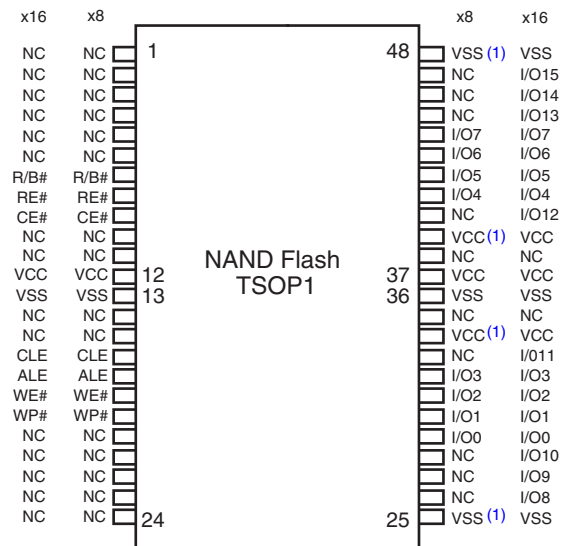 x16 x8 x8 x16
NC NC 1 48 VSS (1) VSS
NC NC NC I/O15
NC NC NC I/O14
NC NC NC I/O13
NC NC I/O7 I/O7
NC NC I/O6 I/O6
R/B# R/B# I/O5 I/O5
RE# RE# I/O4 I/O4
CE# CE# NC I/O12
NC NC VCC (1) VCC
NC NC NC NC
VCC VCC 12 NAND Flash 37 VCC VCC
VSS VSS 13 TSOP1 36 VSS VSS
NC NC NC NC
NC NC VCC (1) VCC
CLE CLE NC I/011
ALE ALE I/O3 I/O3
WE# WE# I/O2 I/O2
WP# WP# I/O1 I/O1
NC NC I/O0 I/O0
NC NC NC I/O10
NC NC NC I/O9
NC NC NC I/O8
NC NC 24 25 VSS (1) VSS